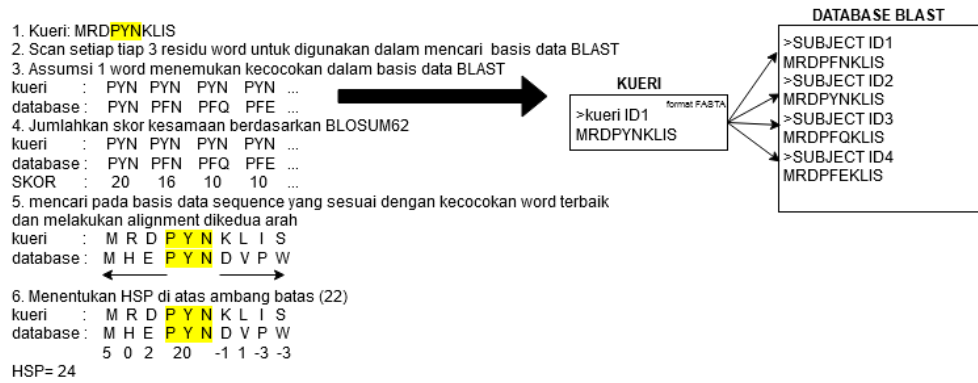 1. Kueri: MRDPYNKLIS
2. Scan setiap tiap 3 residu word untuk digunakan dalam mencari basis data BLAST
3. Assumsi 1 word menemukan kecocokan dalam basis data BLAST
kueri : PYN PYN PYN PYN ...
database : PYN PFN PFQ PFE ...
4. Jumlahkan skor kesamaan berdasarkan BLOSUM62
kueri : PYN PYN PYN PYN ...
database : PYN PFN PFQ PFE ...
SKOR : 20 16 10 10 ...
5. mencari pada basis data sequence yang sesuai dengan kecocokan word terbaik
dan melakukan alignment dikedua arah
kueri : M R D P Y N K L I S
database : M H E P Y N D V P W
6. Menentukan HSP di atas ambang batas (22)
kueri : M R D P Y N K L I S
database : M H E P Y N D V P W
5 0 2 20 -1 1 -3 -3
HSP= 24
KUERI
format FASTA
>kueri ID1
MRDPYNKLIS
DATABASE BLAST
>SUBJECT ID1
MRDPFNKLIS
>SUBJECT ID2
MRDPYNKLIS
>SUBJECT ID3
MRDPFQKLIS
>SUBJECT ID4
MRDPFEKLIS